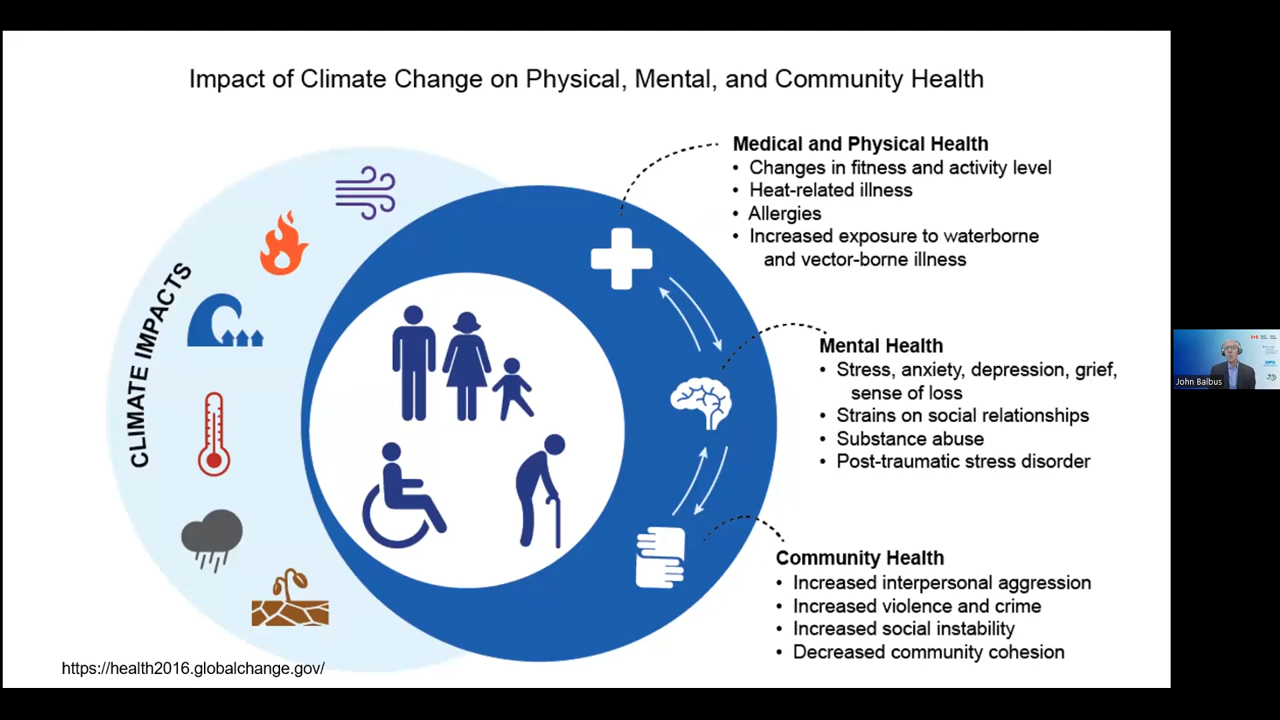 Impact of Climate Change on Physical, Mental, and Community Health
CLIMATE IMPACTS
Medical and Physical Health
• Changes in fitness and activity level
• Heat-related illness
• Allergies
• Increased exposure to waterborne
and vector-borne illness
Mental Health
• Stress, anxiety, depression, grief,
sense of loss
• Strains on social relationships
• Substance abuse
• Post-traumatic stress disorder
Community Health
• Increased interpersonal aggression
• Increased violence and crime
• Increased social instability
• Decreased community cohesion
https://health2016.globalchange.gov/
John Balbus